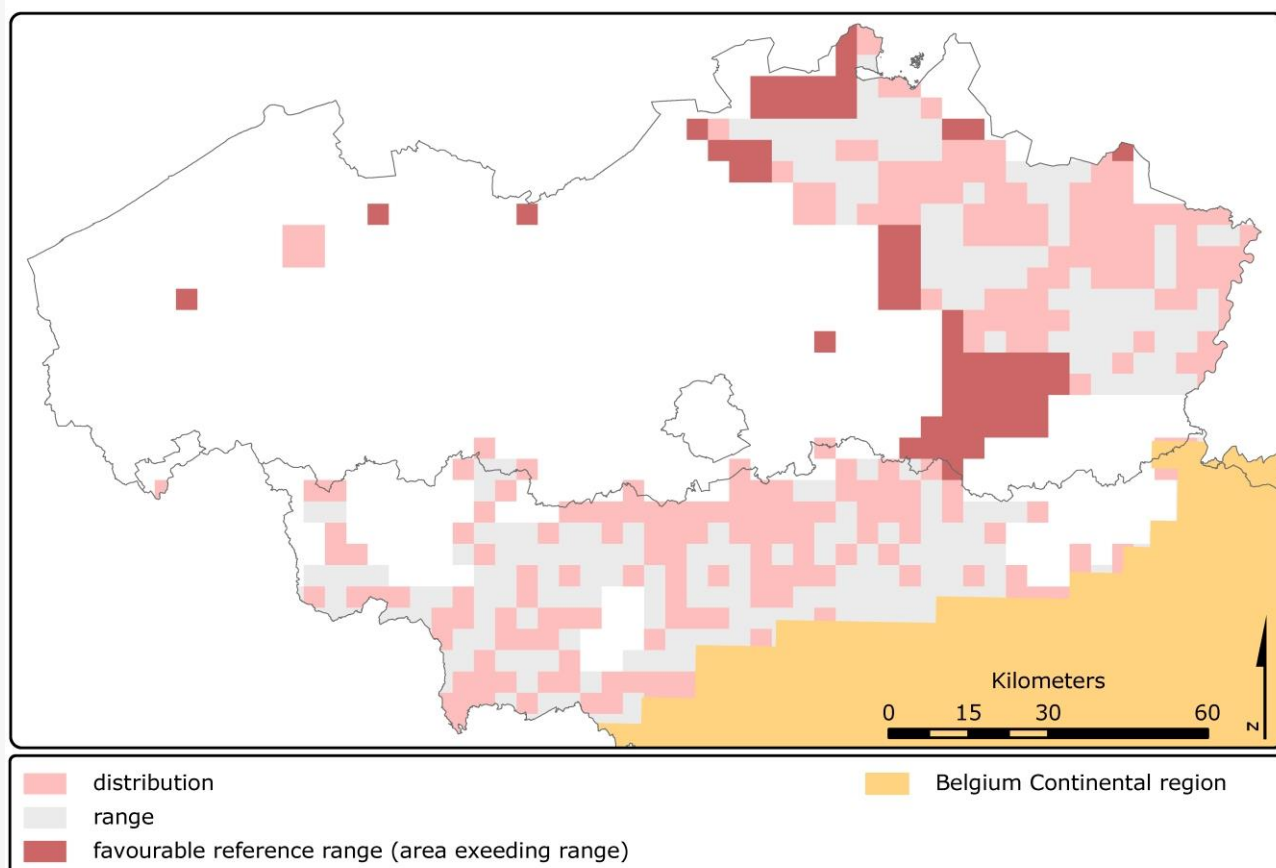 Kilometers
0 15 30 60
N
distribution
range
favourable reference range (area exeeding range)
Belgium Continental region